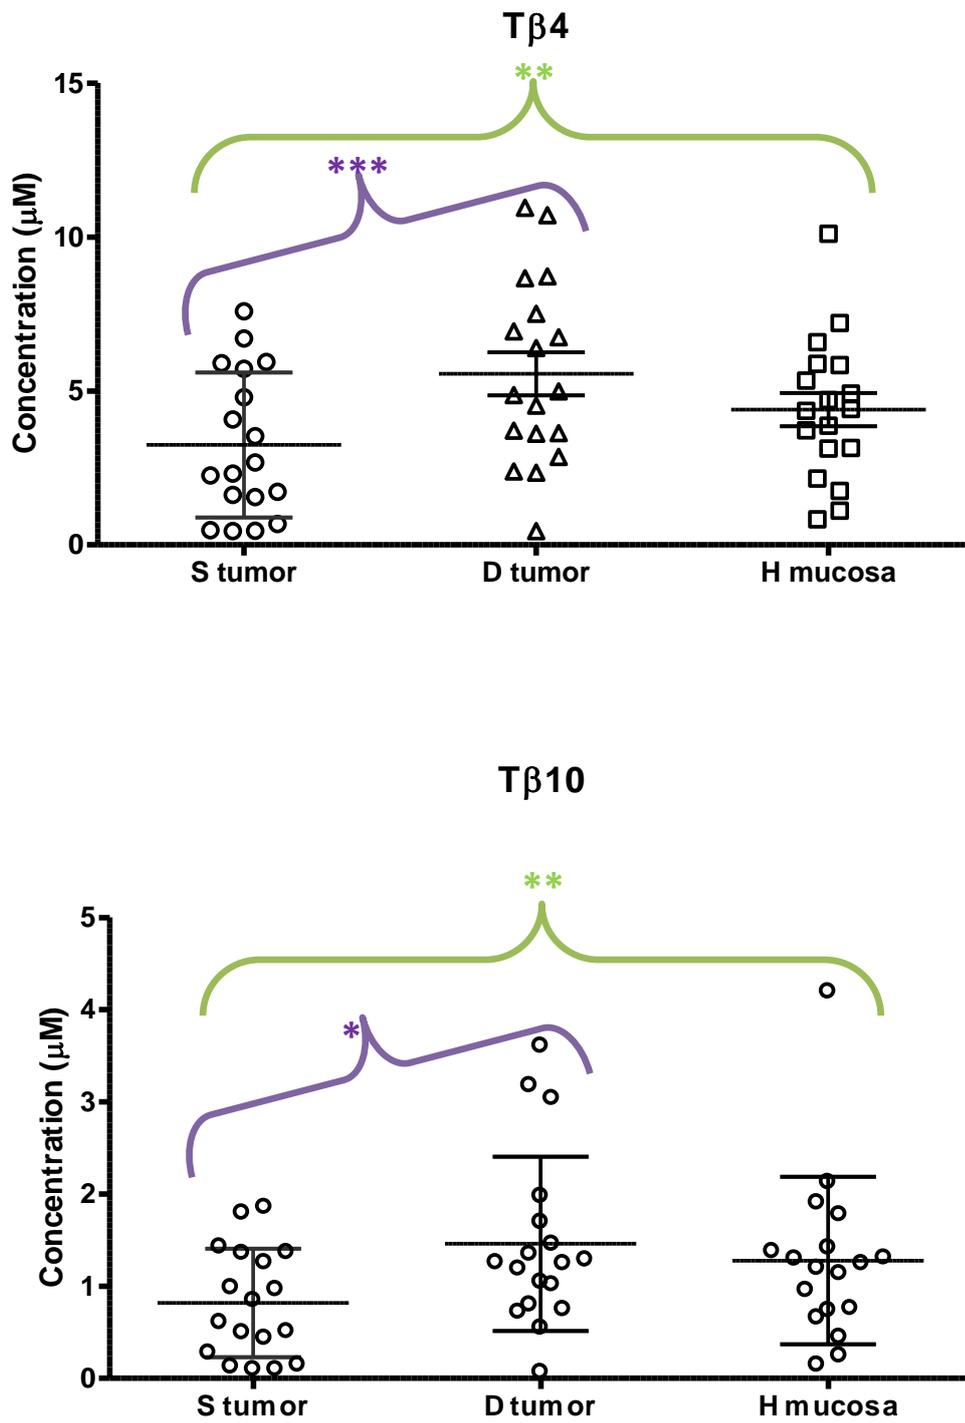 Tβ4
**
15
***
10
5
0
Concentration (μM)
S tumor D tumor H mucosa
Tβ10
**
5
4
*
3
2
1
0
Concentration (μM)
S tumor D tumor H mucosa